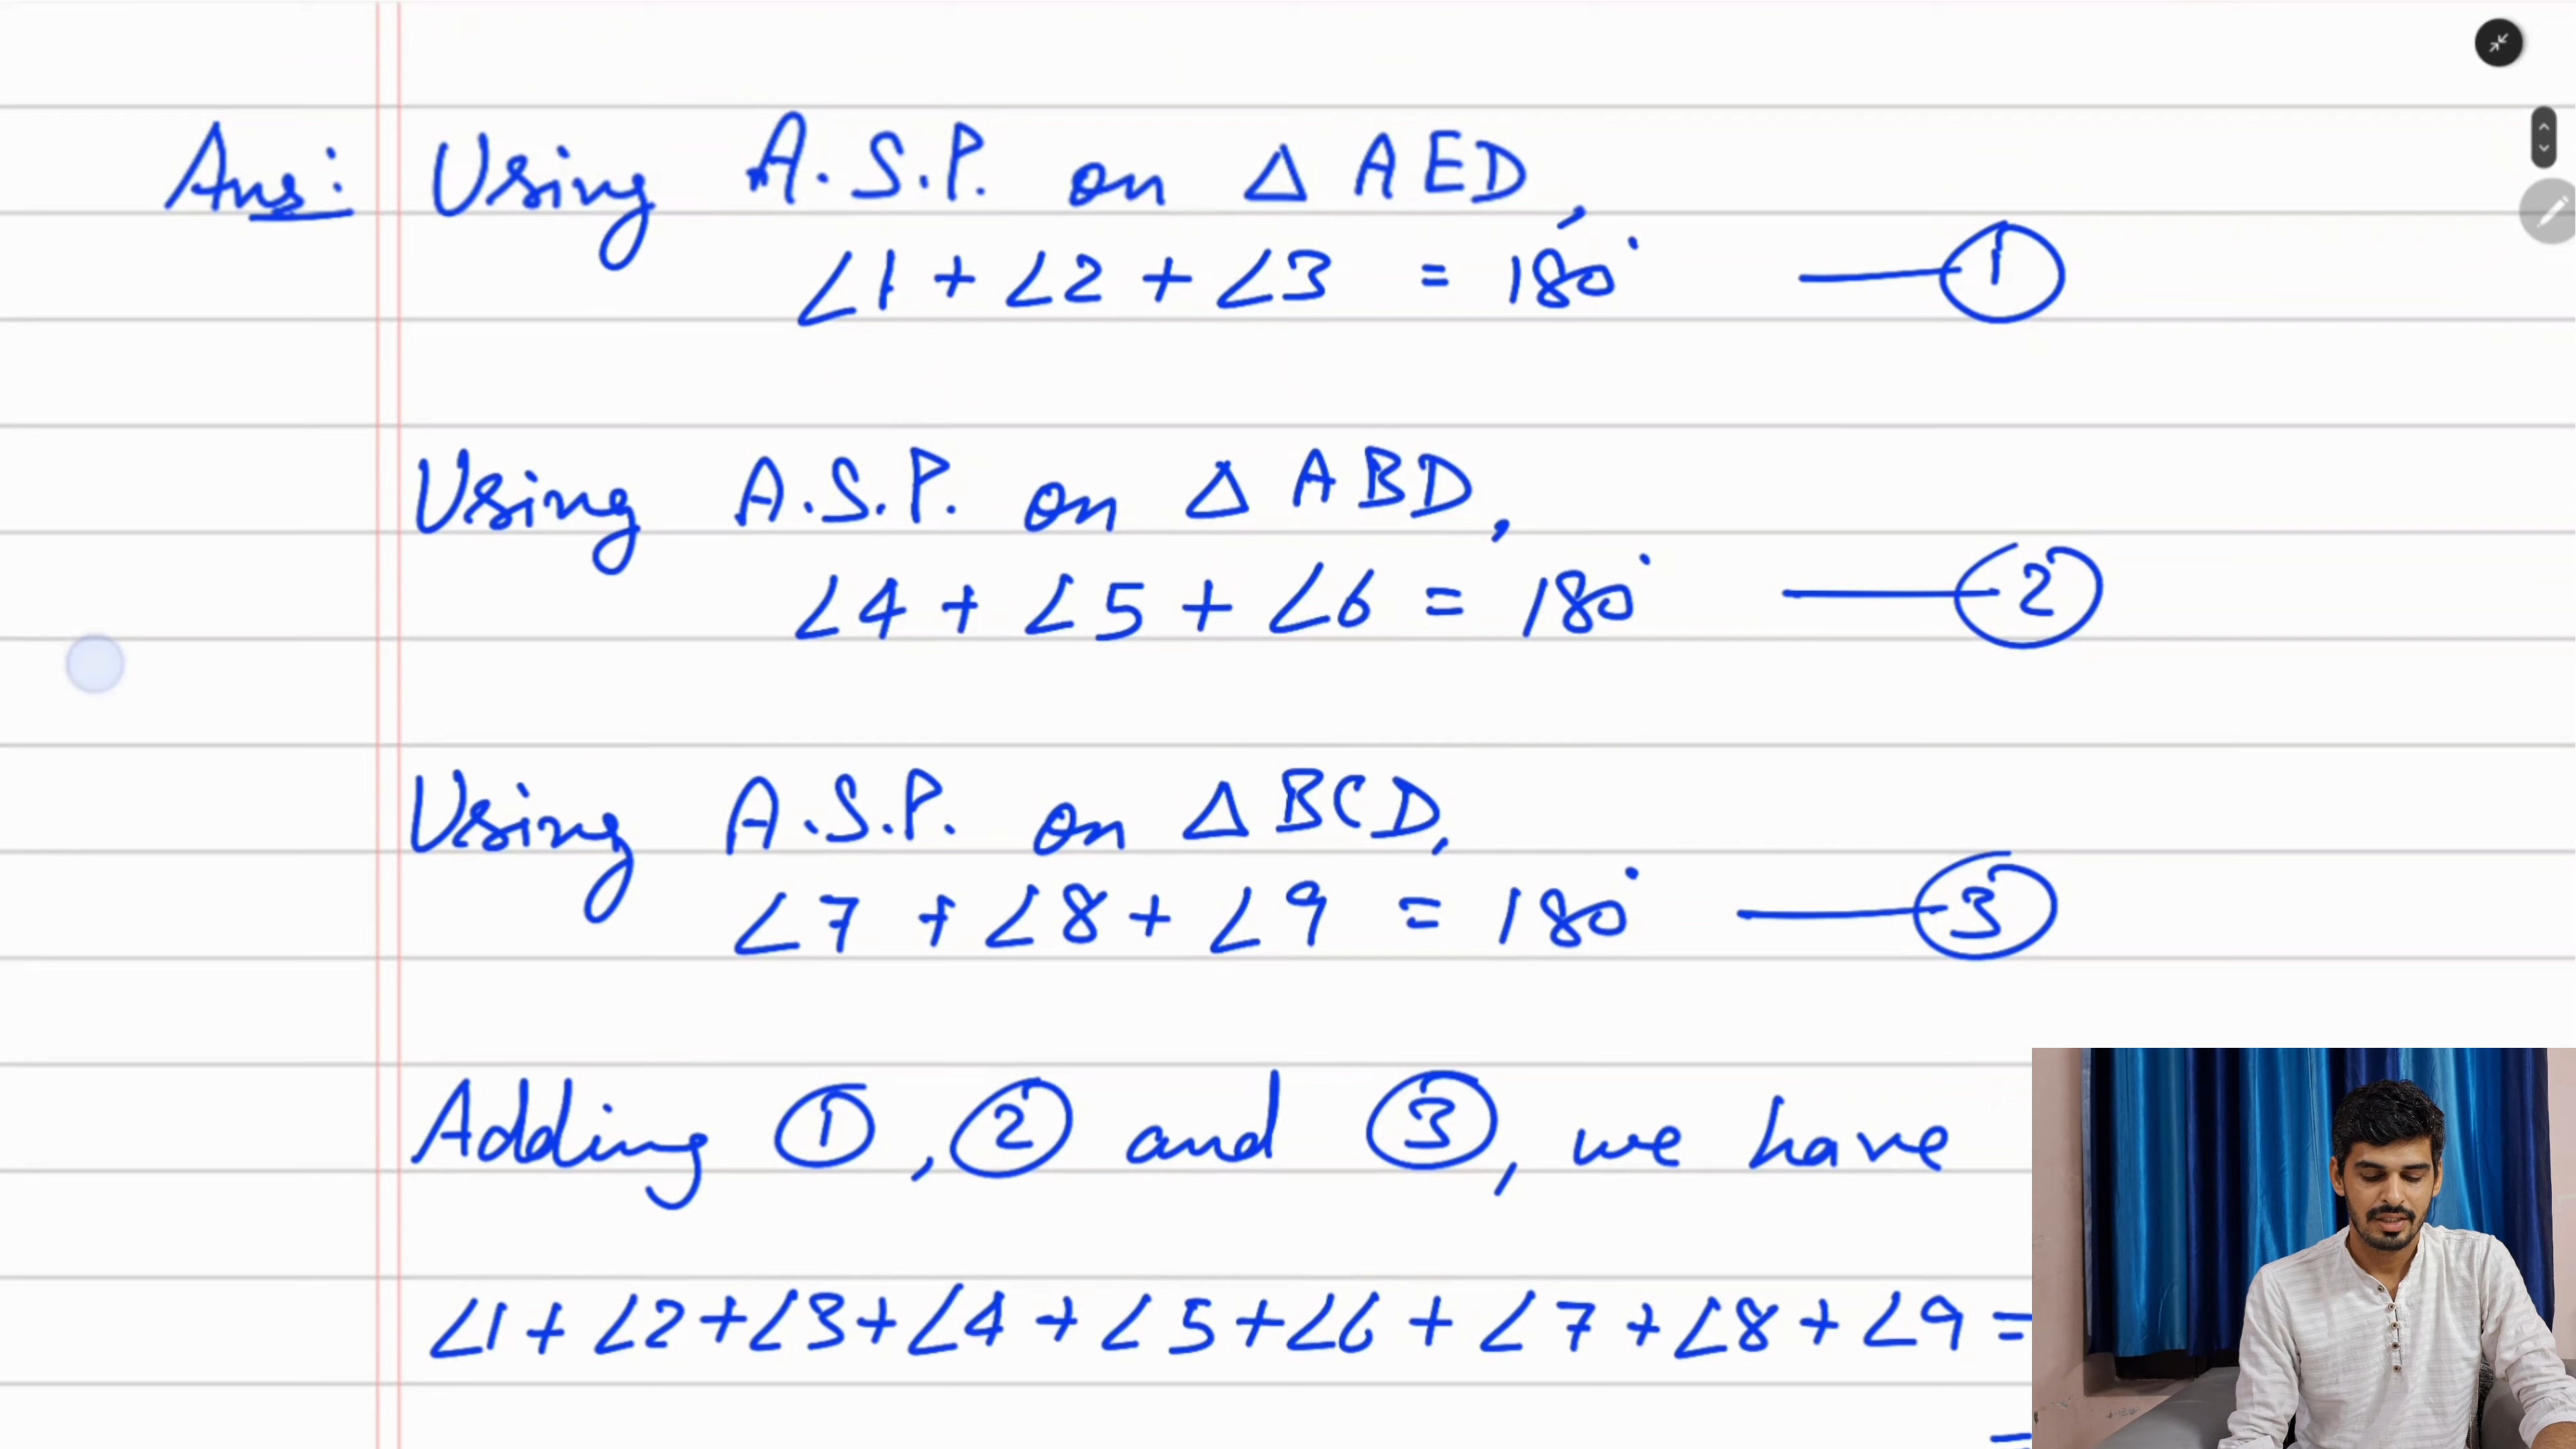 Ans: Using A.S.P. on △ AED,
∠1 + ∠2 + ∠3 = 180° — ①
Using A.S.P. on △ ABD,
∠4 + ∠5 + ∠6 = 180° — ②
Using A.S.P. on △ BCD,
∠7 + ∠8 + ∠9 = 180° — ③
Adding ①, ② and ③, we have
∠1 + ∠2 + ∠3 + ∠4 + ∠5 + ∠6 + ∠7 + ∠8 + ∠9 =
=